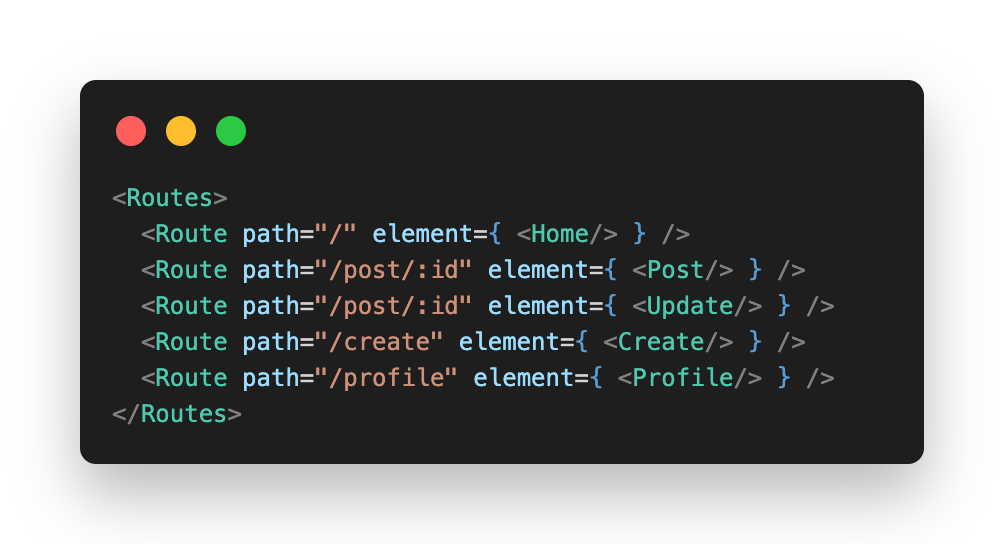 <Routes>
  <Route path="/" element={ <Home/> } />
  <Route path="/post/:id" element={ <Post/> } />
  <Route path="/post/:id" element={ <Update/> } />
  <Route path="/create" element={ <Create/> } />
  <Route path="/profile" element={ <Profile/> } />
</Routes>